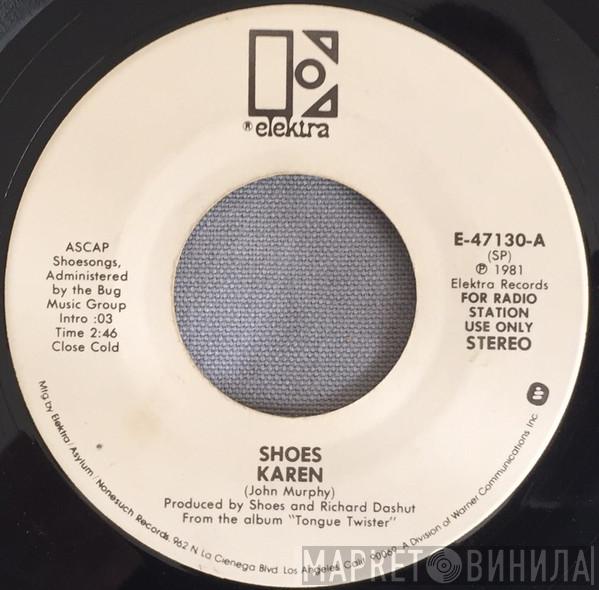 ® elektra
ASCAP
Shoesongs,
Administered
by the Bug
Music Group
Intro :03
Time 2:46
Close Cold
E-47130-A
(SP)
℗ 1981
Elektra Records
FOR RADIO
STATION
USE ONLY
STEREO
SHOES
KAREN
(John Murphy)
Produced by Shoes and Richard Dashut
From the album "Tongue Twister"
Mfg by Elektra/Asylum/Nonesuch Records, 962 N. La Cienega Blvd. Los Angeles, Calif. 90069. A Division of Warner Communications Inc.
МАРКЕТ ВИНИЛА